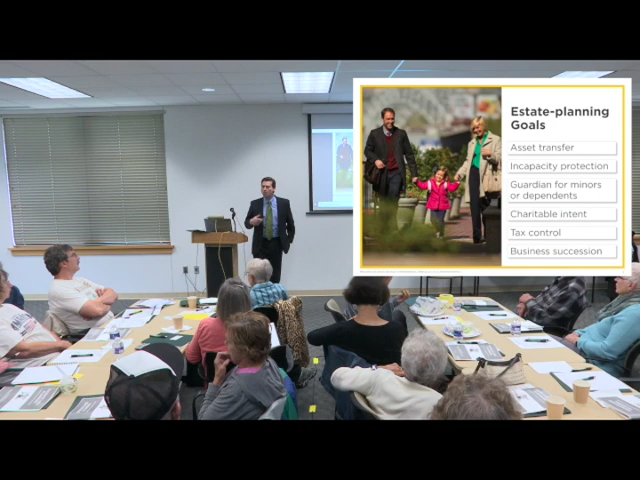 Estate-planning
Goals
Asset transfer
Incapacity protection
Guardian for minors
or dependents
Charitable intent
Tax control
Business succession